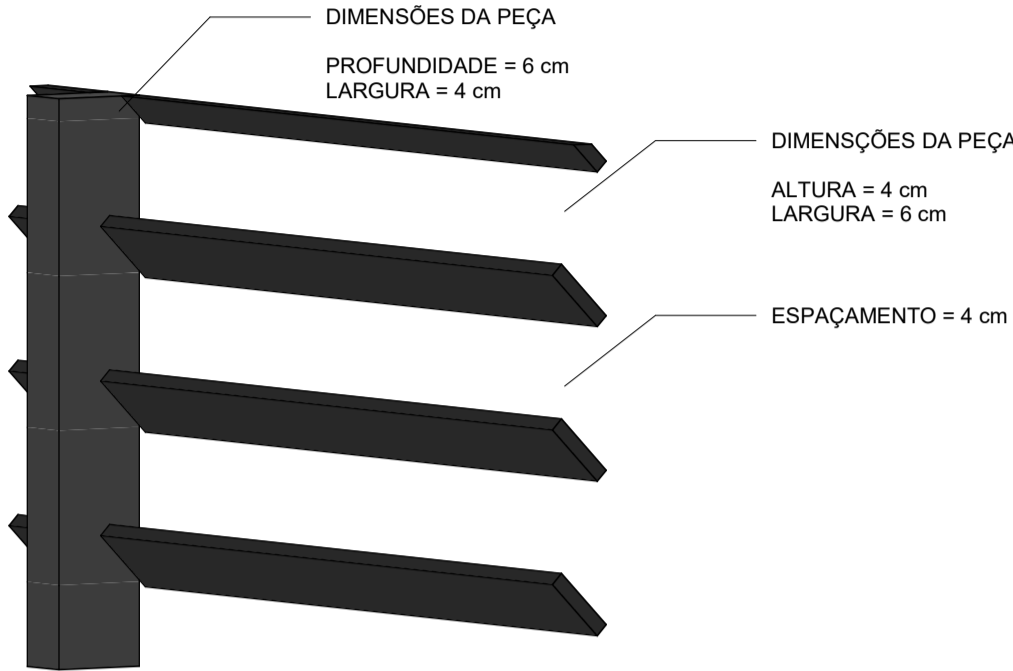 DIMENSÕES DA PEÇA
PROFUNDIDADE = 6 cm
LARGURA = 4 cm
DIMENSÇÕES DA PEÇA
ALTURA = 4 cm
LARGURA = 6 cm
ESPAÇAMENTO = 4 cm